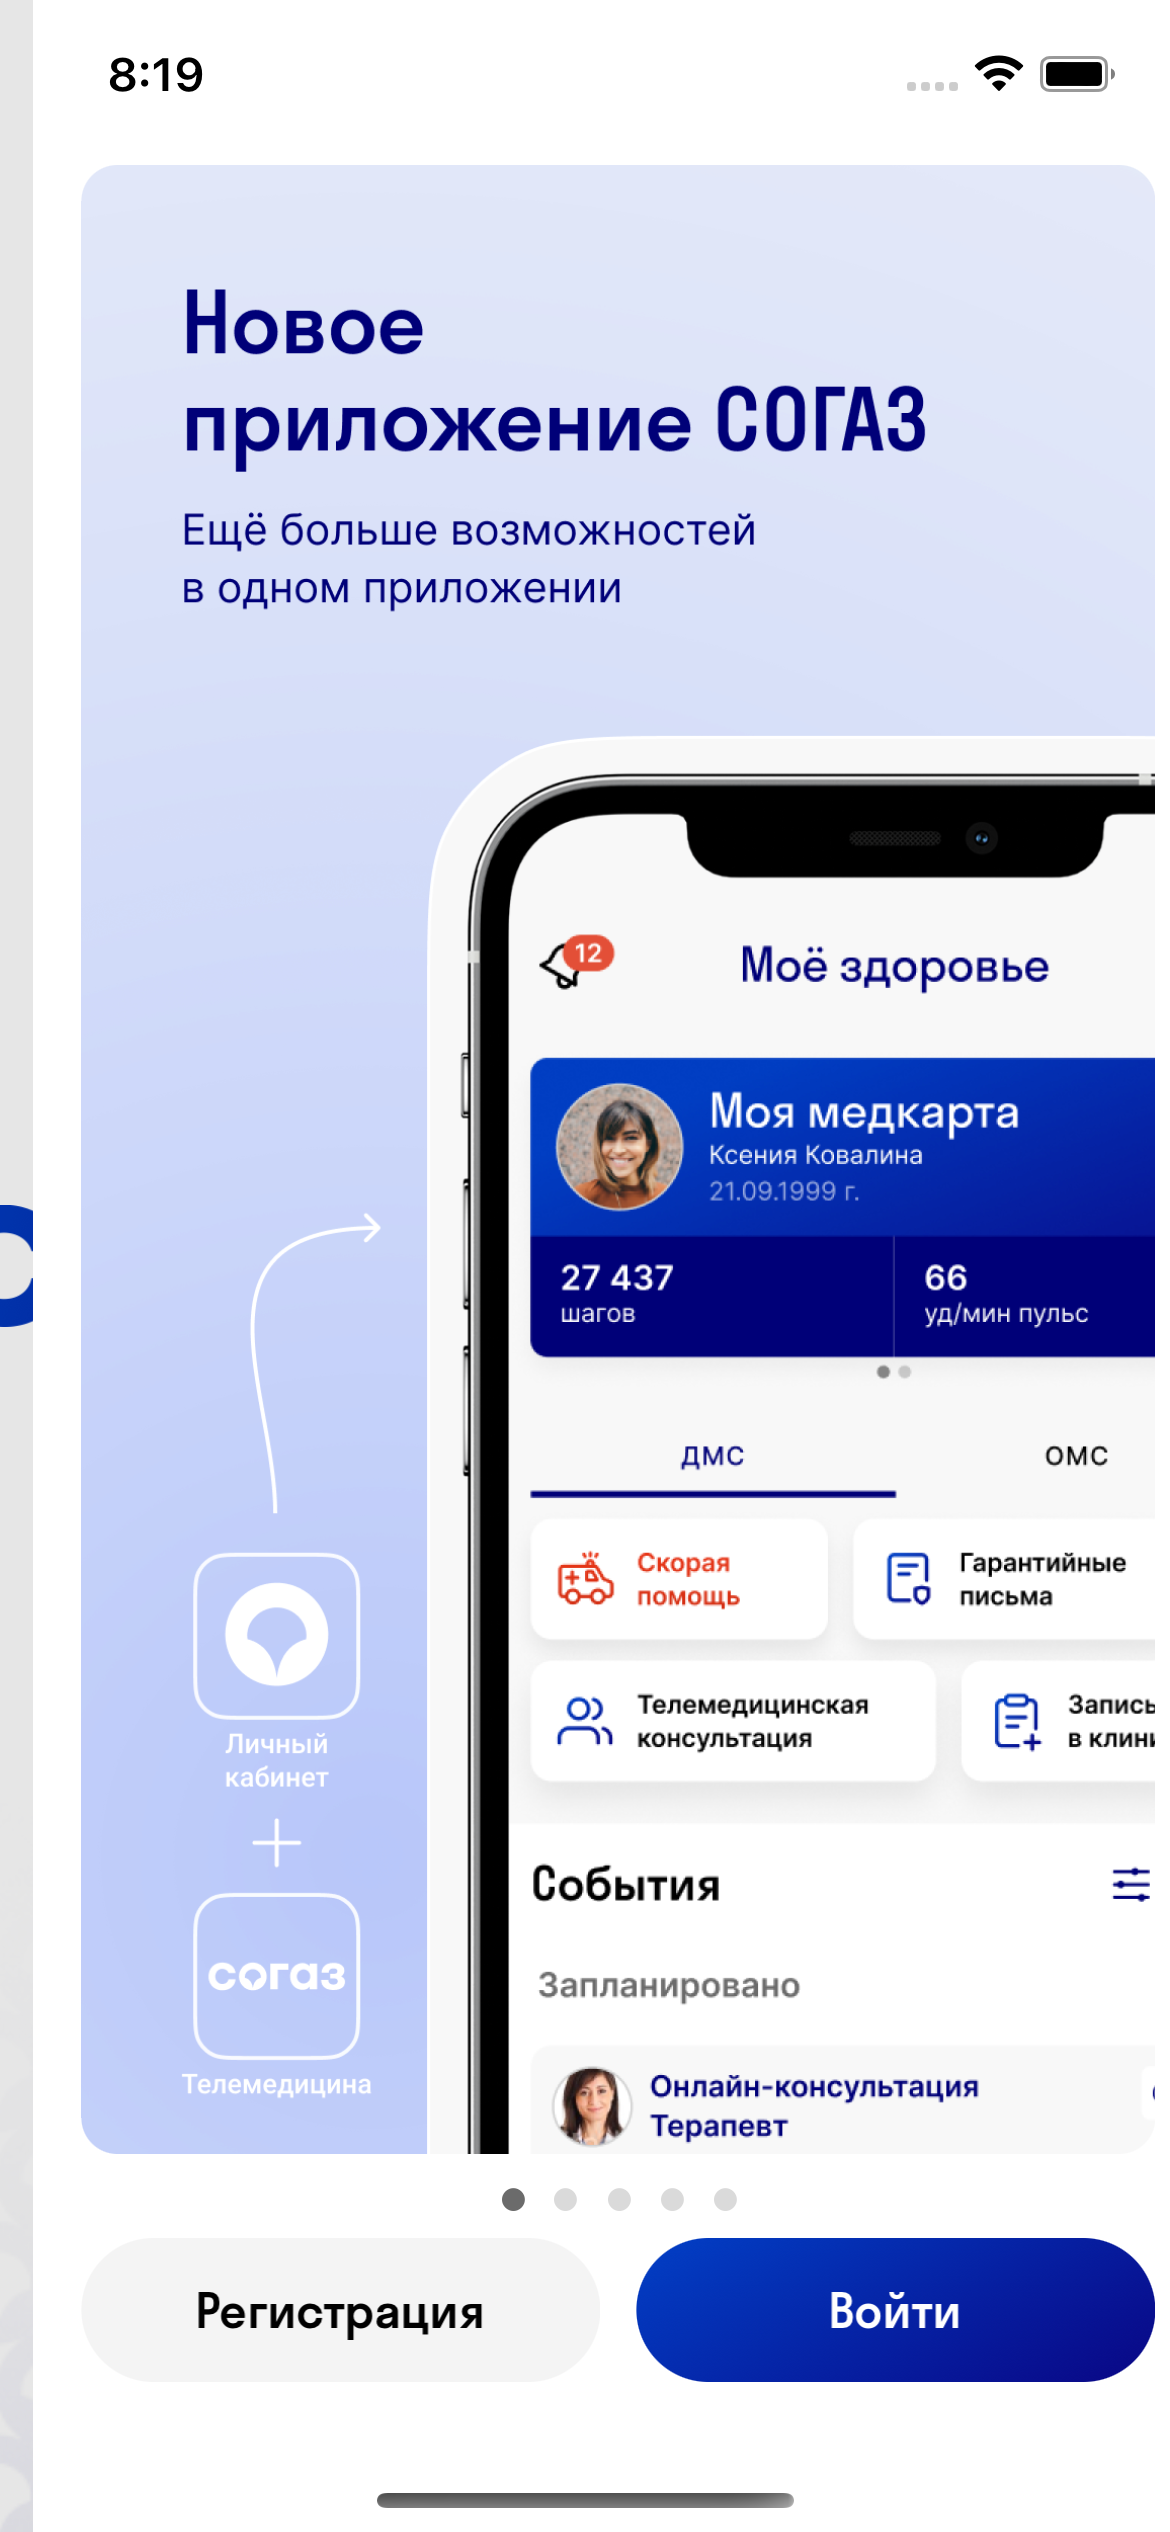 8:19
Новое
приложение СОГАЗ
Ещё больше возможностей
в одном приложении
12
Моё здоровье
Моя медкарта
Ксения Ковалина
21.09.1999 г.
27 437
шагов
66
уд/мин пульс
ДМС
ОМС
Скорая
помощь
Гарантийные
письма
Телемедицинская
консультация
Запись
в клини
События
Запланировано
Онлайн-консультация
Терапевт
Личный
кабинет
согаз
Телемедицина
Регистрация
Войти